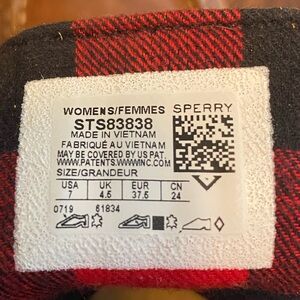 WOMENS/FEMMES SPERRY
STS83838
MADE IN VIETNAM
FABRIQUÉ AU VIETNAM
MAY BE COVERED BY US PAT.
WWW.PATENTS.WWWINC.COM
SIZE/GRANDEUR
USA UK EUR CN
7 4.5 37.5 24
0719 61834